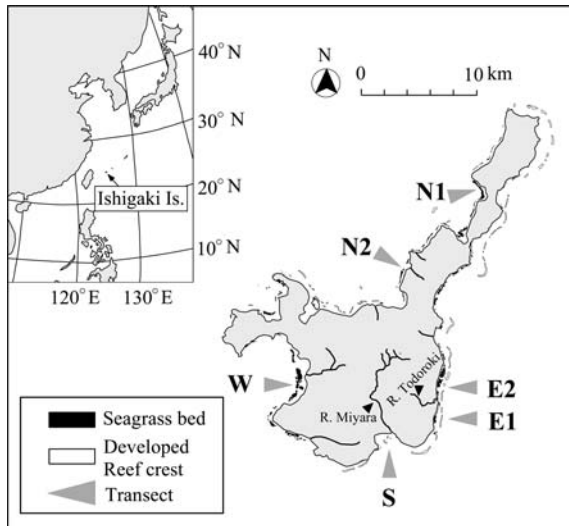 40° N
30° N
20° N
10° N
120°E 130°E
Ishigaki Is.
N
0 10 km
N1
N2
W
E2
E1
S
R. Todoroki
R. Miyara
Seagrass bed
Developed
Reef crest
Transect